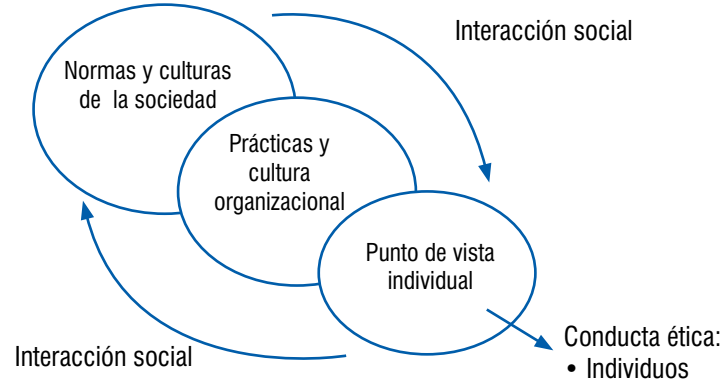 Interacción social
Normas y culturas
de la sociedad
Prácticas y
cultura
organizacional
Punto de vista
individual
Interacción social
Conducta ética:
• Individuos